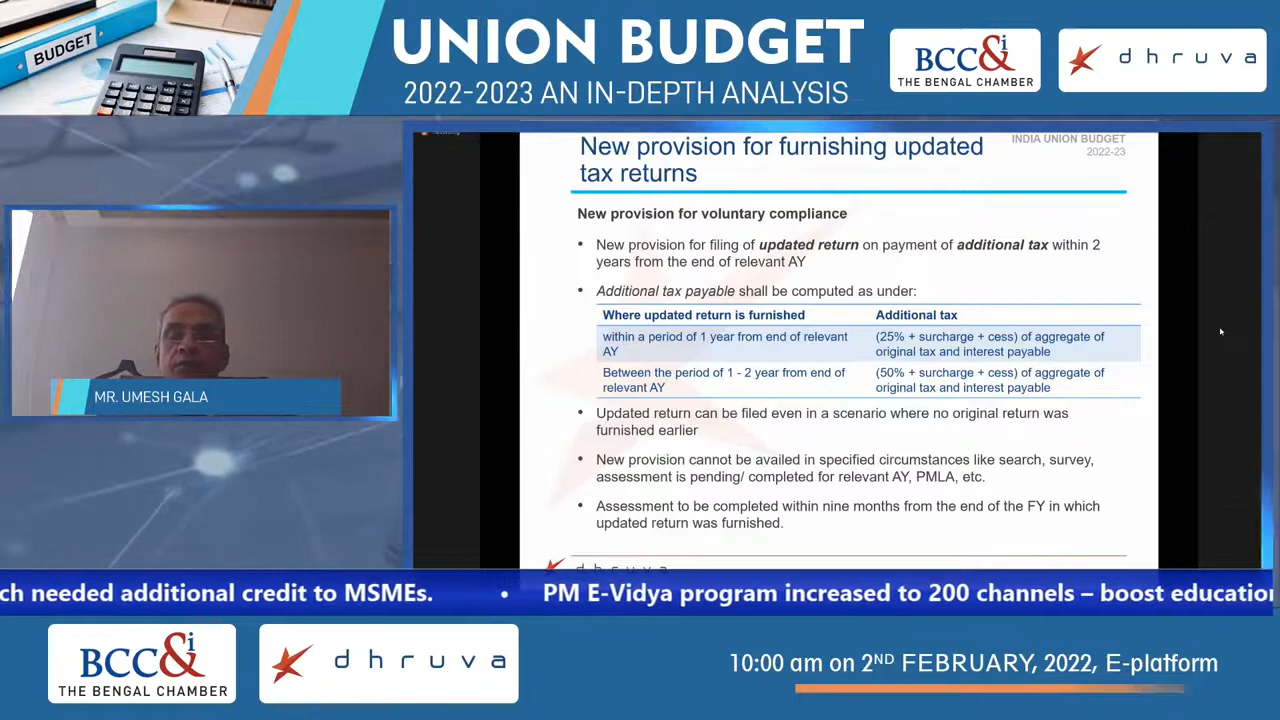 BUDGET
UNION BUDGET
2022-2023 AN IN-DEPTH ANALYSIS
BCC&i
THE BENGAL CHAMBER
dhruva
New provision for furnishing updated
tax returns
INDIA UNION BUDGET
2022-23
New provision for voluntary compliance
• New provision for filing of updated return on payment of additional tax within 2
years from the end of relevant AY
• Additional tax payable shall be computed as under:
Where updated return is furnished
Additional tax
within a period of 1 year from end of relevant
AY
(25% + surcharge + cess) of aggregate of
original tax and interest payable
Between the period of 1 - 2 year from end of
relevant AY
(50% + surcharge + cess) of aggregate of
original tax and interest payable
• Updated return can be filed even in a scenario where no original return was
furnished earlier
• New provision cannot be availed in specified circumstances like search, survey,
assessment is pending/ completed for relevant AY, PMLA, etc.
• Assessment to be completed within nine months from the end of the FY in which
updated return was furnished.
dhruva
MR. UMESH GALA
ch needed additional credit to MSMEs. • PM E-Vidya program increased to 200 channels – boost education
BCC&i
THE BENGAL CHAMBER
dhruva
10:00 am on 2ND FEBRUARY, 2022, E-platform